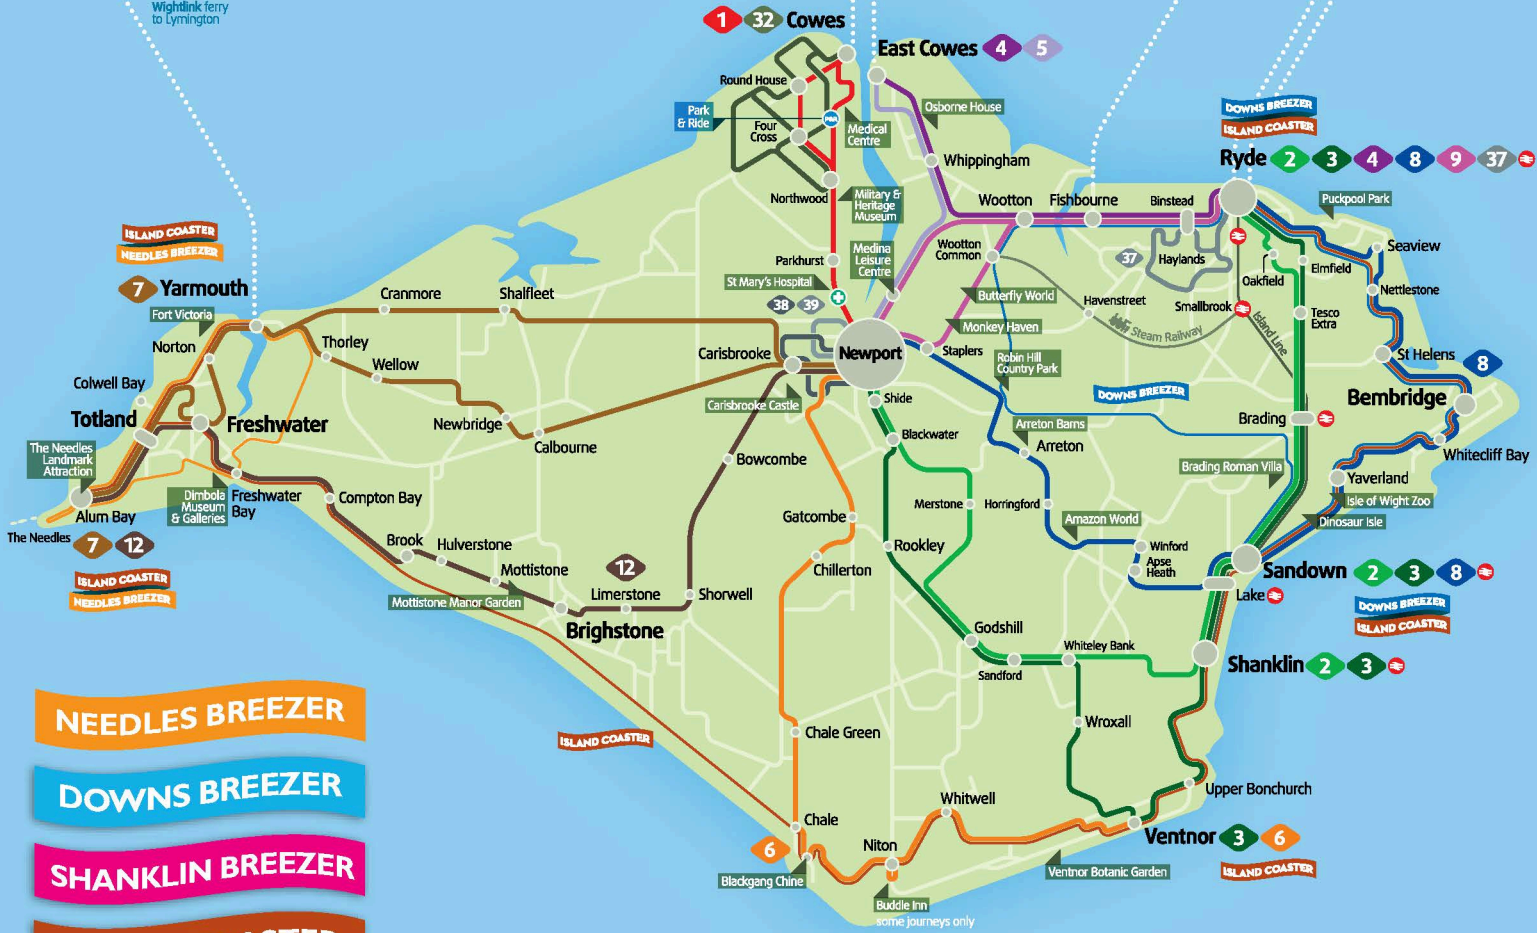 Wightlink ferry
to Lymington
1 32 Cowes
East Cowes 4 5
Round House
Park
& Ride
P&R
Four
Cross
Medical
Centre
Osborne House
Whippingham
Northwood
Military &
Heritage
Museum
DOWNS BREEZER
ISLAND COASTER
Ryde 2 3 4 8 9 37
Puckpool Park
Wootton
Fishbourne
Binstead
Seaview
Parkhurst
Medina
Leisure
Centre
Wootton
Common
37
Haylands
Oakfield
Elmfield
Nettlestone
St Mary's Hospital
38 39
Butterfly World
Havenstreet
Smallbrook
Steam Railway
Island Line
Tesco
Extra
Monkey Haven
ISLAND COASTER
NEEDLES BREEZER
7 Yarmouth
Fort Victoria
Cranmore
Shalfleet
Norton
Thorley
Wellow
Carisbrooke
Newport
Staplers
Robin Hill
Country Park
St Helens
8
Colwell Bay
Totland
Freshwater
Newbridge
Calbourne
Carisbrooke Castle
Shide
DOWNS BREEZER
Bembridge
Brading
The Needles
Landmark
Attraction
Blackwater
Arreton Barns
Arreton
Whitecliff Bay
Bowcombe
Brading Roman Villa
Yaverland
Alum Bay
Dimbola
Museum
& Galleries
Freshwater
Bay
Compton Bay
Merstone
Horringford
Isle of Wight Zoo
Dinosaur Isle
The Needles
7 12
Gatcombe
Amazon World
Brook
Hulverstone
Rookley
Winford
Apse
Heath
ISLAND COASTER
NEEDLES BREEZER
Mottistone
12
Limerstone
Shorwell
Chillerton
Sandown 2 3 8
Lake
DOWNS BREEZER
ISLAND COASTER
Mottistone Manor Garden
Brighstone
Godshill
Sandford
Whiteley Bank
Shanklin 2 3
NEEDLES BREEZER
ISLAND COASTER
Chale Green
Wroxall
DOWNS BREEZER
Whitwell
Upper Bonchurch
Chale
6
Niton
Ventnor 3 6
ISLAND COASTER
SHANKLIN BREEZER
Blackgang Chine
Ventnor Botanic Garden
Buddle Inn
some journeys only